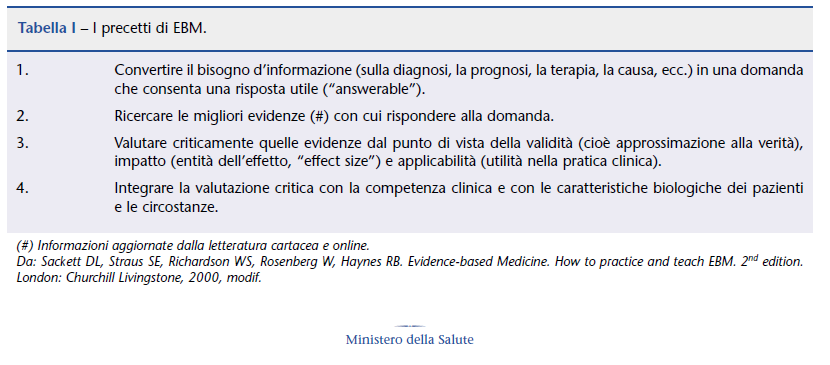 Tabella I – I precetti di EBM.
1. Convertire il bisogno d’informazione (sulla diagnosi, la prognosi, la terapia, la causa, ecc.) in una domanda
che consenta una risposta utile (“answerable”).
2. Ricercare le migliori evidenze (#) con cui rispondere alla domanda.
3. Valutare criticamente quelle evidenze dal punto di vista della validità (cioè approssimazione alla verità),
impatto (entità dell’effetto, “effect size”) e applicabilità (utilità nella pratica clinica).
4. Integrare la valutazione critica con la competenza clinica e con le caratteristiche biologiche dei pazienti
e le circostanze.
(#) Informazioni aggiornate dalla letteratura cartacea e online.
Da: Sackett DL, Straus SE, Richardson WS, Rosenberg W, Haynes RB. Evidence-based Medicine. How to practice and teach EBM. 2nd edition.
London: Churchill Livingstone, 2000, modif.
Ministero della Salute